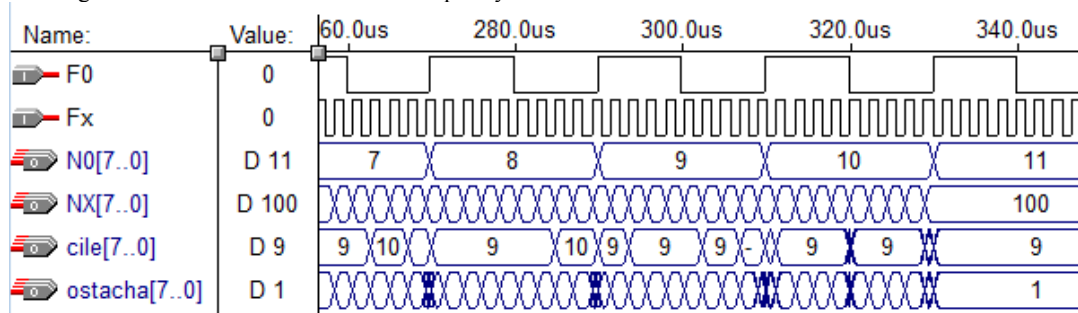 Name: Value: 60.0us 280.0us 300.0us 320.0us 340.0us
F0 0
Fx 0
N0[7..0] D 11 7 8 9 10 11
NX[7..0] D 100 100
cile[7..0] D 9 9 10 9 10 9 9 9 - 9 9 9
ostacha[7..0] D 1 1